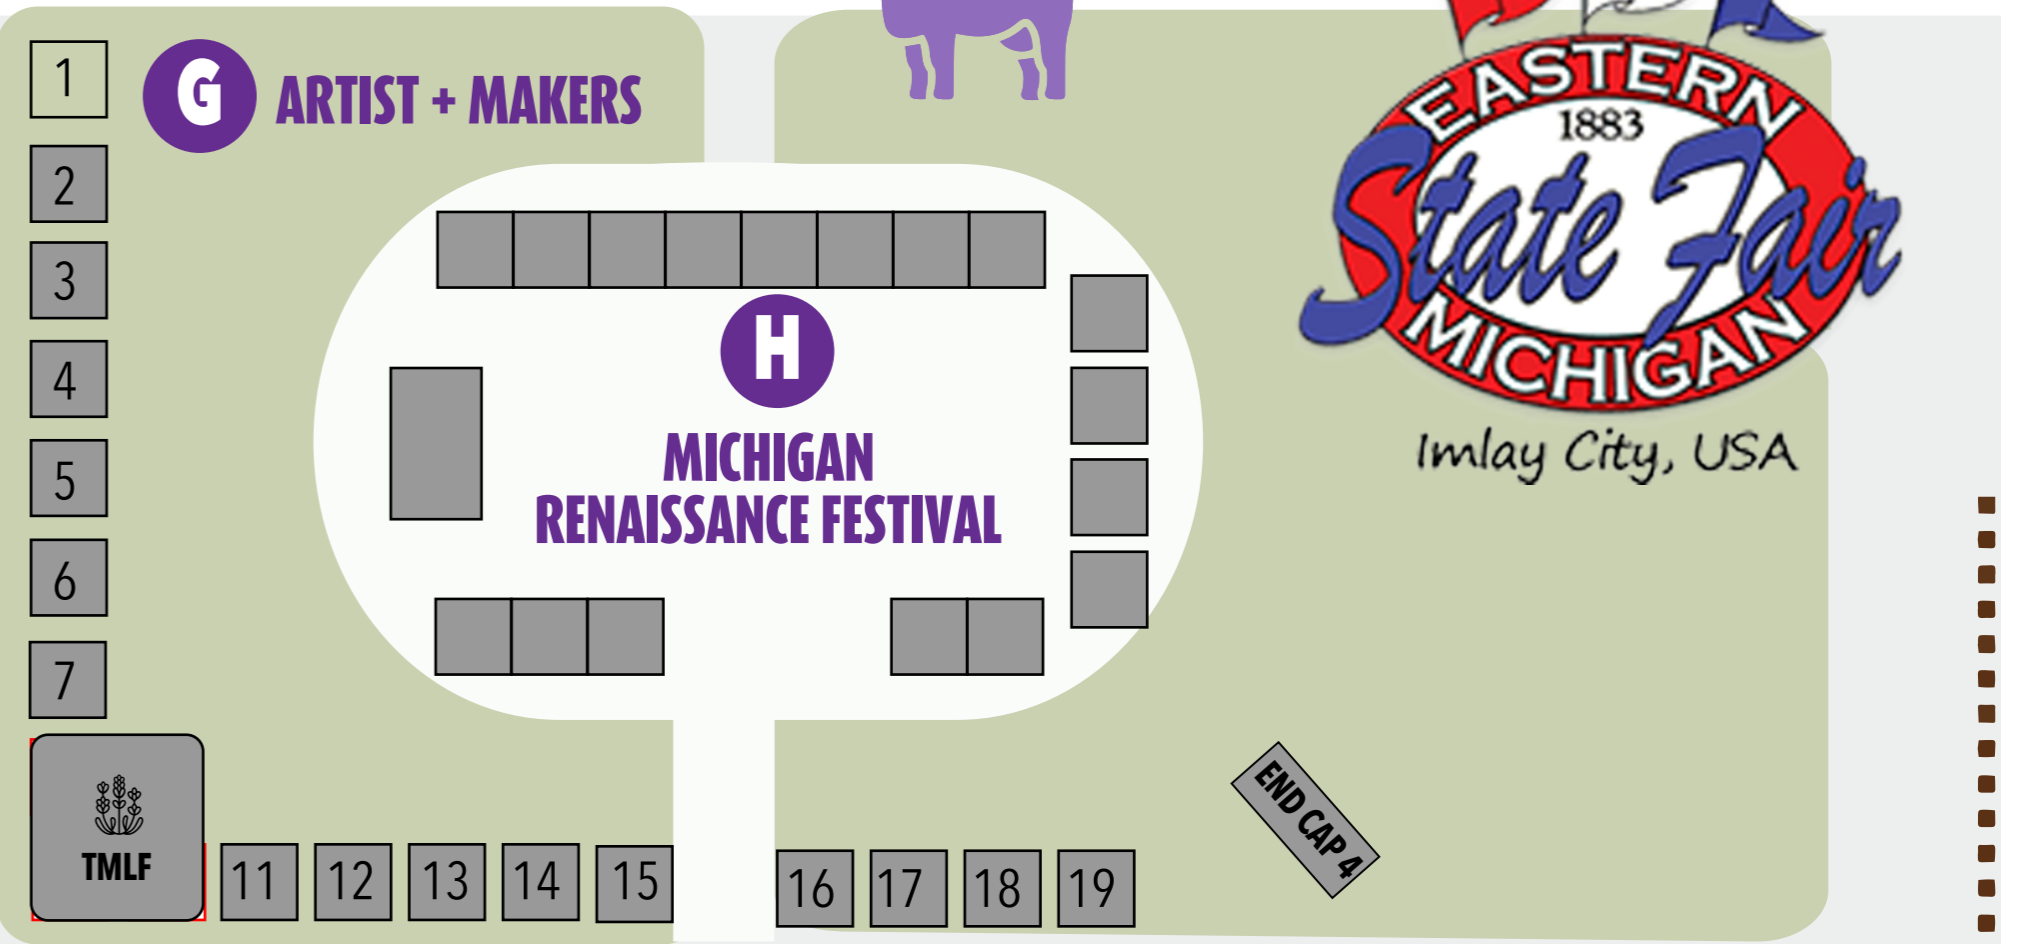 1
G
ARTIST + MAKERS
2
3
4
5
6
7
TMLF
11
12
13
14
15
16
17
18
19
END CAP 4
H
MICHIGAN
RENAISSANCE FESTIVAL
EASTERN
1883
State Fair
MICHIGAN
Imlay City, USA